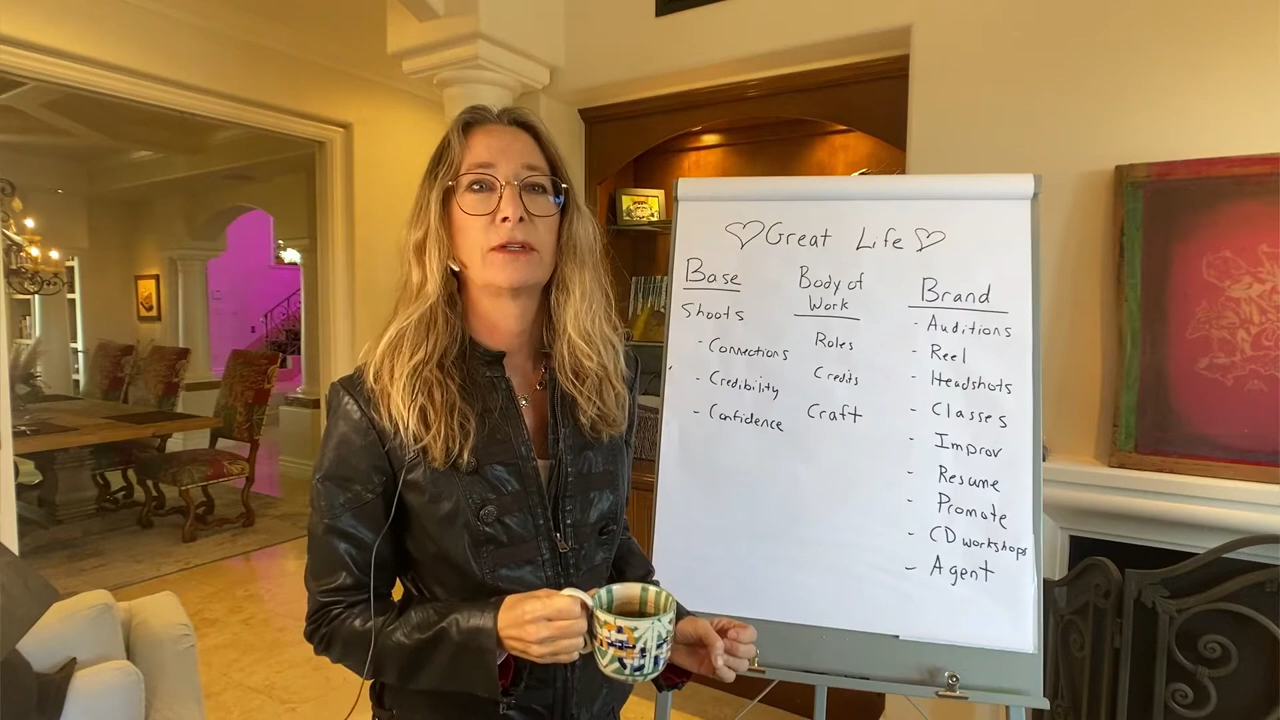 ♡Great Life♡
Base
Shoots
- Connections
- Credibility
- Confidence
Body of
Work
Roles
Credits
Craft
Brand
- Auditions
- Reel
- Headshots
- Classes
- Improv
- Resume
- Promote
- CD workshops
- Agent